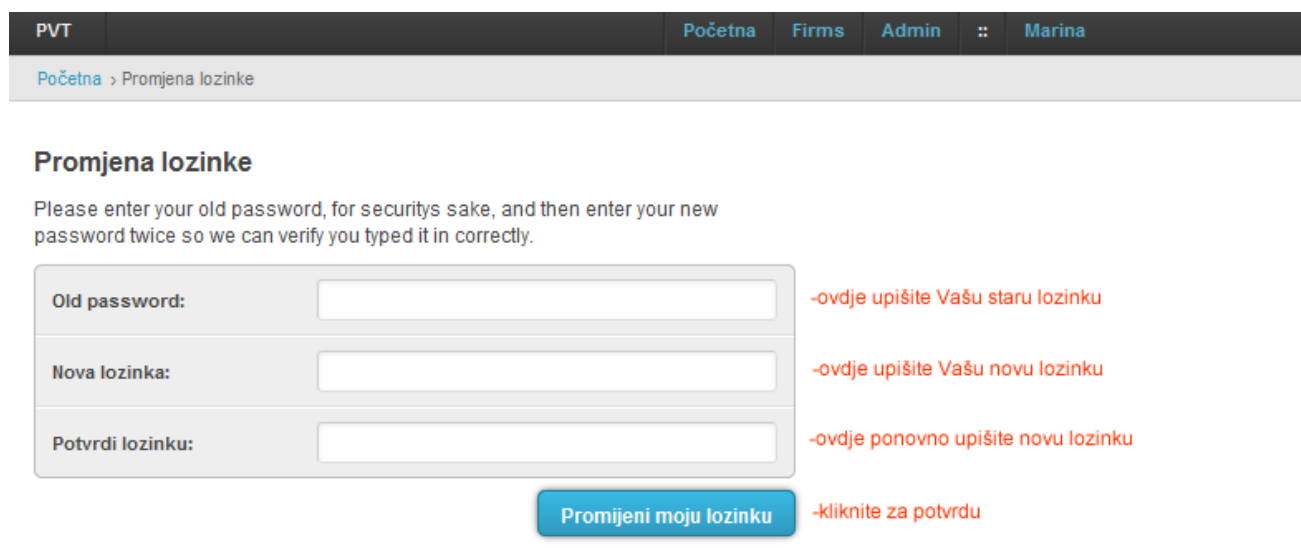 PVT Početna Firms Admin :: Marina
Početna › Promjena lozinke
Promjena lozinke
Please enter your old password, for securitys sake, and then enter your new
password twice so we can verify you typed it in correctly.
Old password: -ovdje upišite Vašu staru lozinku
Nova lozinka: -ovdje upišite Vašu novu lozinku
Potvrdi lozinku: -ovdje ponovno upišite novu lozinku
Promijeni moju lozinku -kliknite za potvrdu